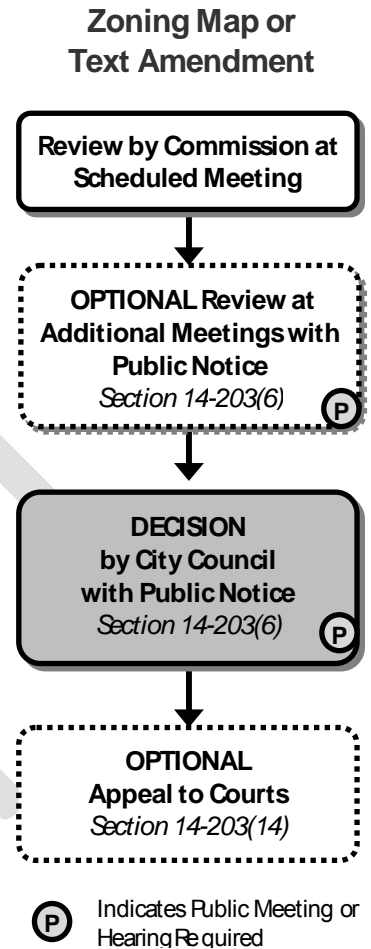 Zoning Map or
Text Amendment
Review by Commission at
Scheduled Meeting
OPTIONAL Review at
Additional Meetings with
Public Notice
Section 14-203(6)
P
DECISION
by City Council
with Public Notice
Section 14-203(6)
P
OPTIONAL
Appeal to Courts
Section 14-203(14)
P
Indicates Public Meeting or
Hearing Required